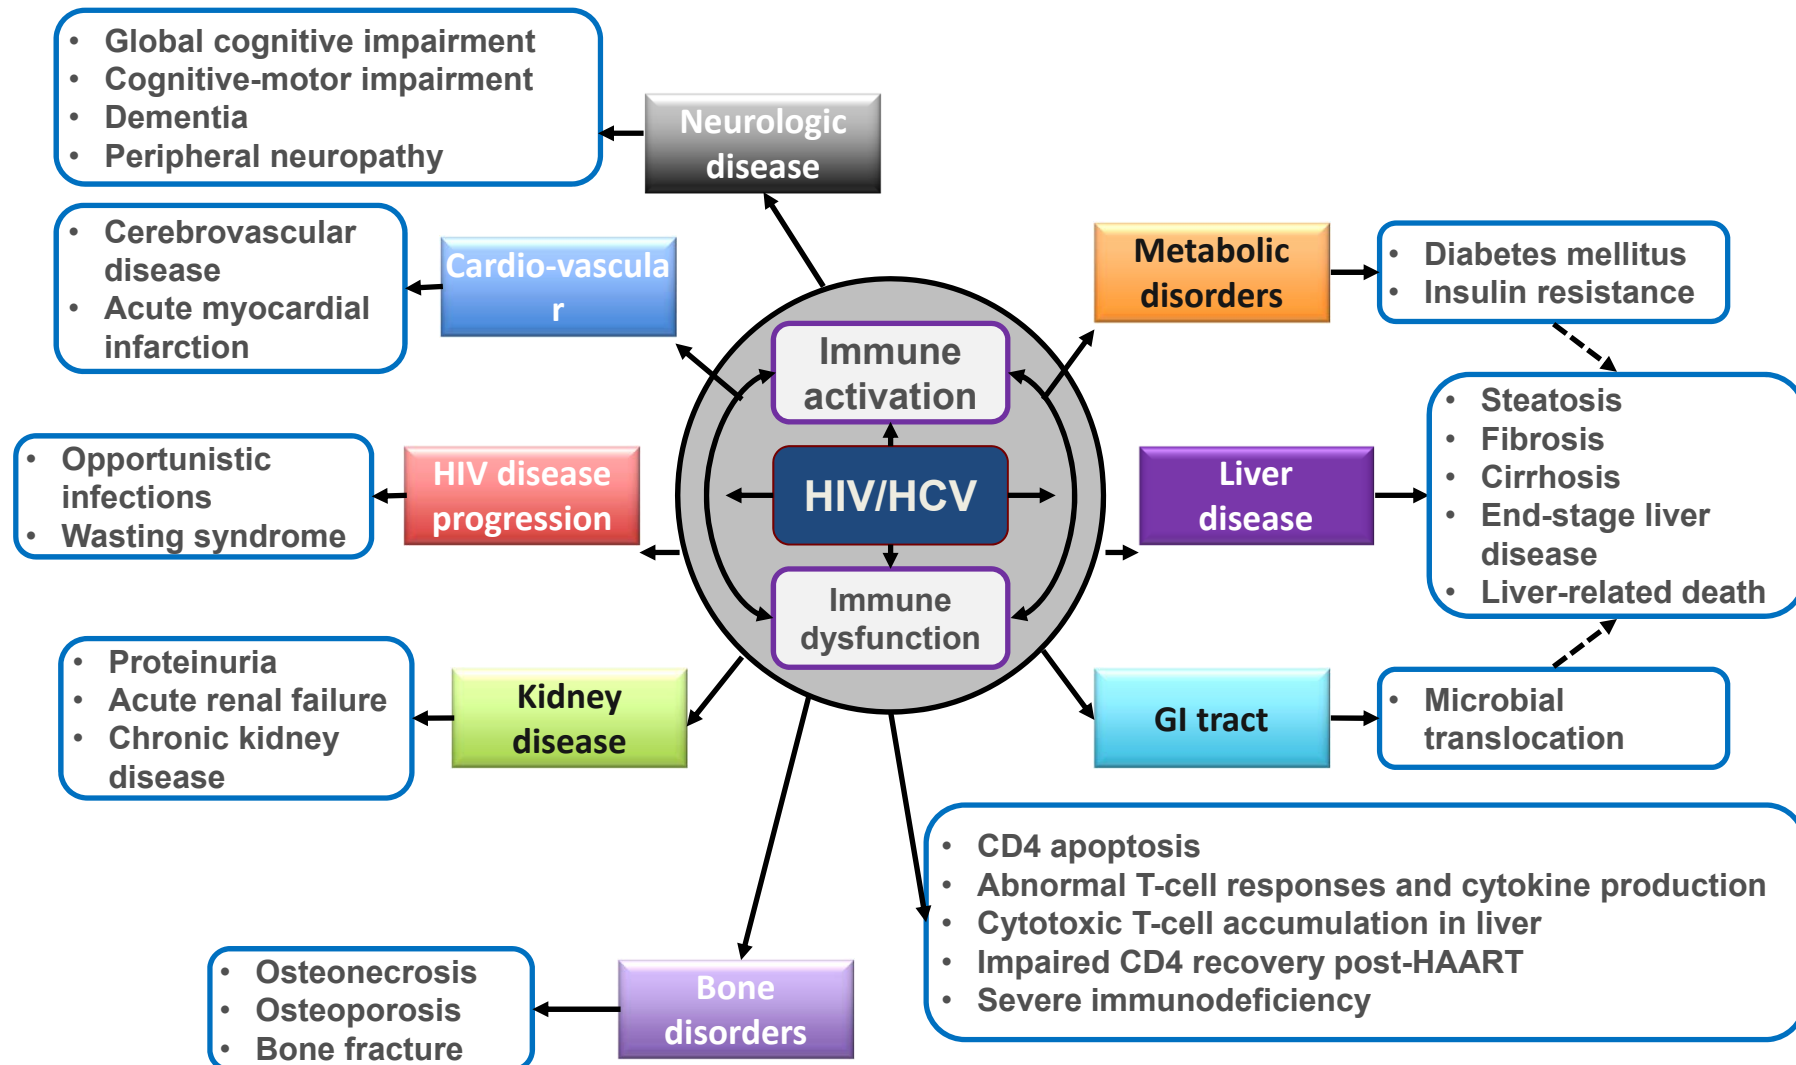 • Global cognitive impairment
• Cognitive-motor impairment
• Dementia
• Peripheral neuropathy
Neurologic
disease
• Cerebrovascular
disease
• Acute myocardial
infarction
Cardio-vascula
r
Metabolic
disorders
• Diabetes mellitus
• Insulin resistance
Immune
activation
HIV/HCV
Immune
dysfunction
• Opportunistic
infections
• Wasting syndrome
HIV disease
progression
Liver
disease
• Steatosis
• Fibrosis
• Cirrhosis
• End-stage liver
disease
• Liver-related death
• Proteinuria
• Acute renal failure
• Chronic kidney
disease
Kidney
disease
GI tract
• Microbial
translocation
• CD4 apoptosis
• Abnormal T-cell responses and cytokine production
• Cytotoxic T-cell accumulation in liver
• Impaired CD4 recovery post-HAART
• Severe immunodeficiency
• Osteonecrosis
• Osteoporosis
• Bone fracture
Bone
disorders